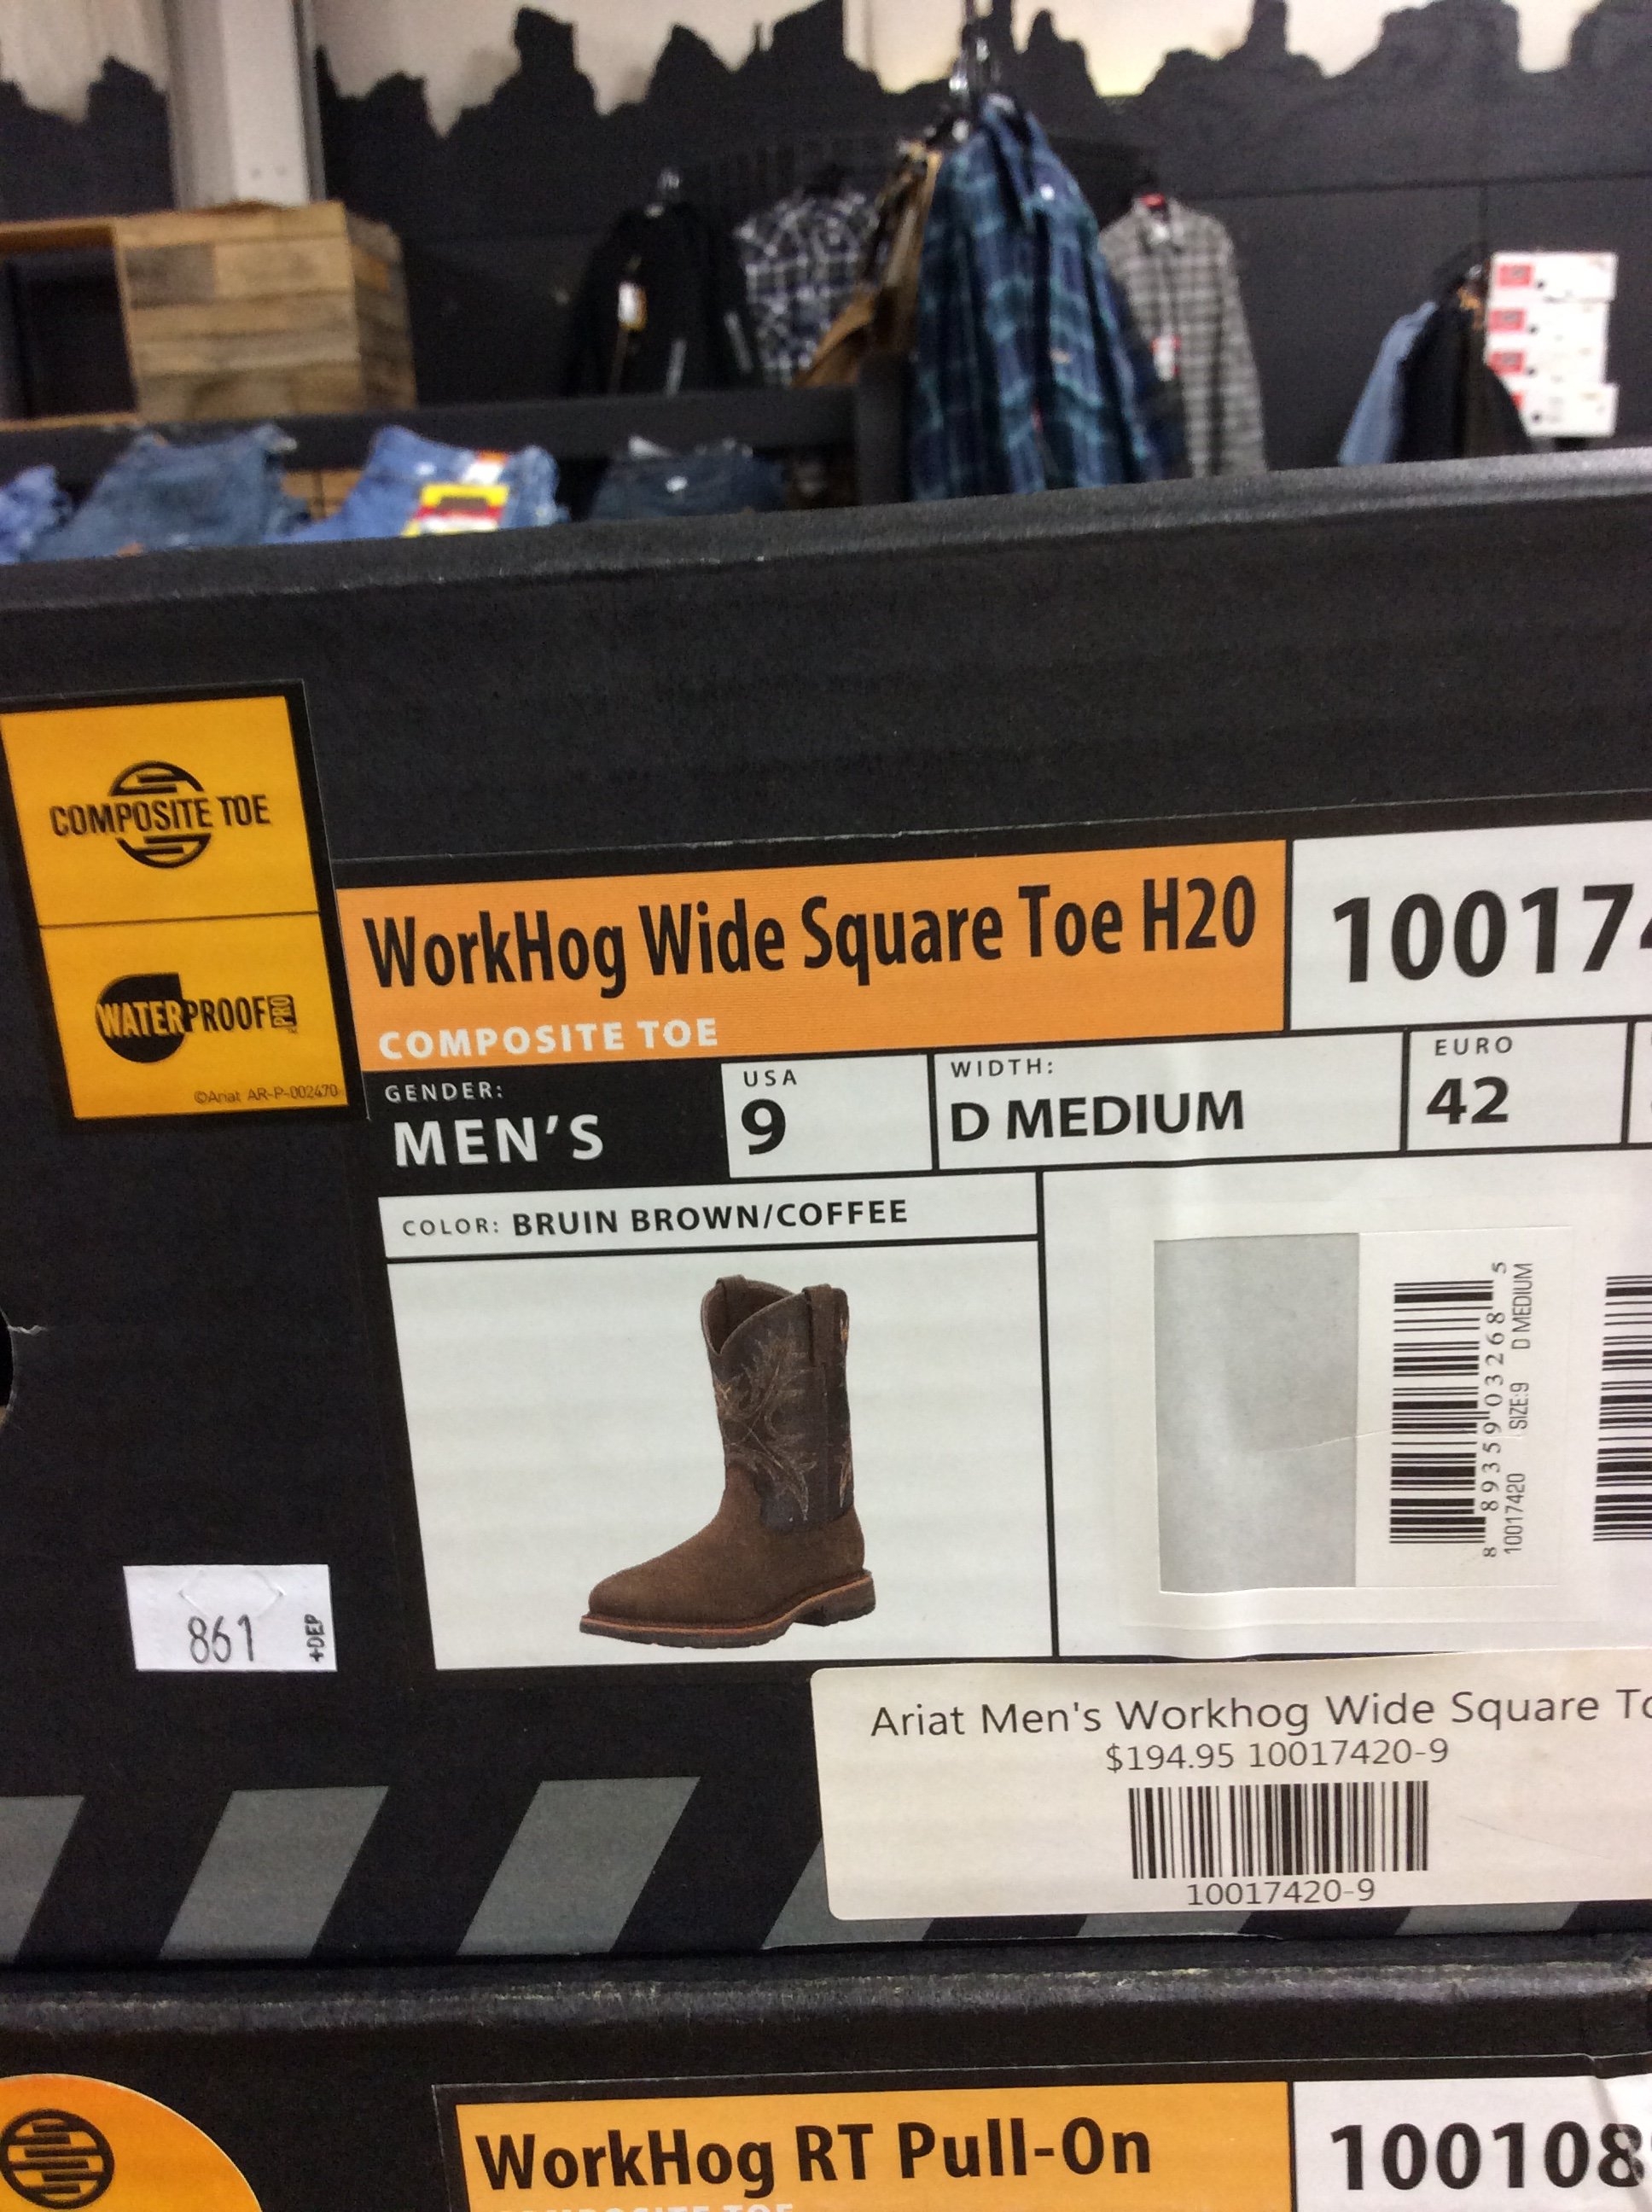 COMPOSITE TOE
WATERPROOF PRO
©Ariat AR-P-002470
WorkHog Wide Square Toe H20
COMPOSITE TOE
10017
GENDER:
MEN'S
USA
9
WIDTH:
D MEDIUM
EURO
42
COLOR: BRUIN BROWN/COFFEE
8 89359 03268 5
10017420 SIZE:9 D MEDIUM
861 +DEP
Ariat Men's Workhog Wide Square To
$194.95 10017420-9
10017420-9
WorkHog RT Pull-On
100108
COMPOSITE TOE